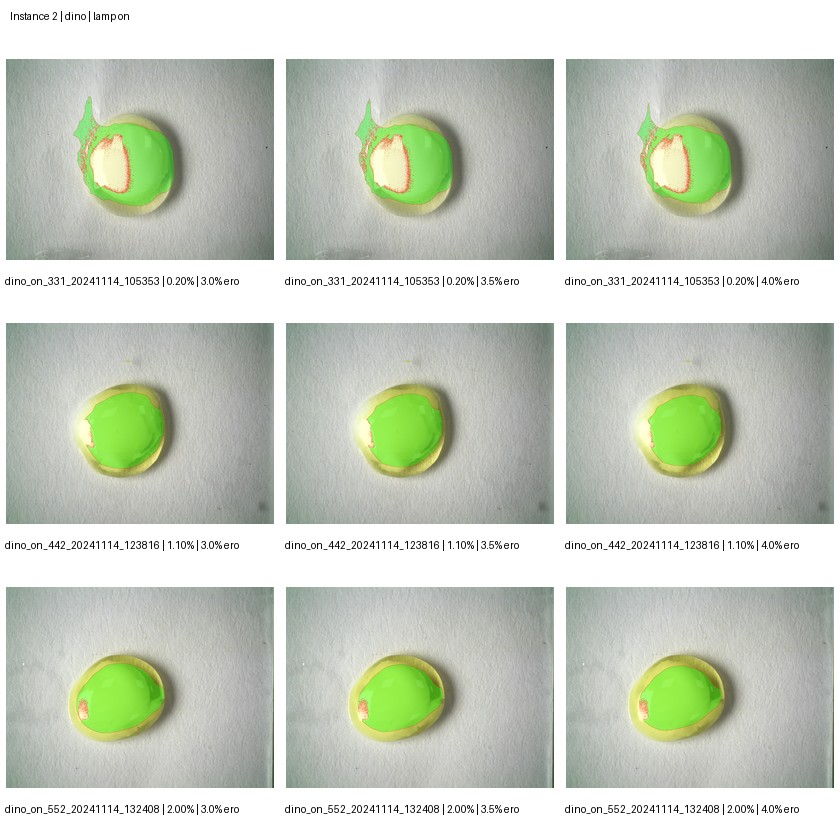 Instance 2 | dino | lamp on
dino_on_331_20241114_105353 | 0.20% | 3.0% ero
dino_on_331_20241114_105353 | 0.20% | 3.5% ero
dino_on_331_20241114_105353 | 0.20% | 4.0% ero
dino_on_442_20241114_123816 | 1.10% | 3.0% ero
dino_on_442_20241114_123816 | 1.10% | 3.5% ero
dino_on_442_20241114_123816 | 1.10% | 4.0% ero
dino_on_552_20241114_132408 | 2.00% | 3.0% ero
dino_on_552_20241114_132408 | 2.00% | 3.5% ero
dino_on_552_20241114_132408 | 2.00% | 4.0% ero